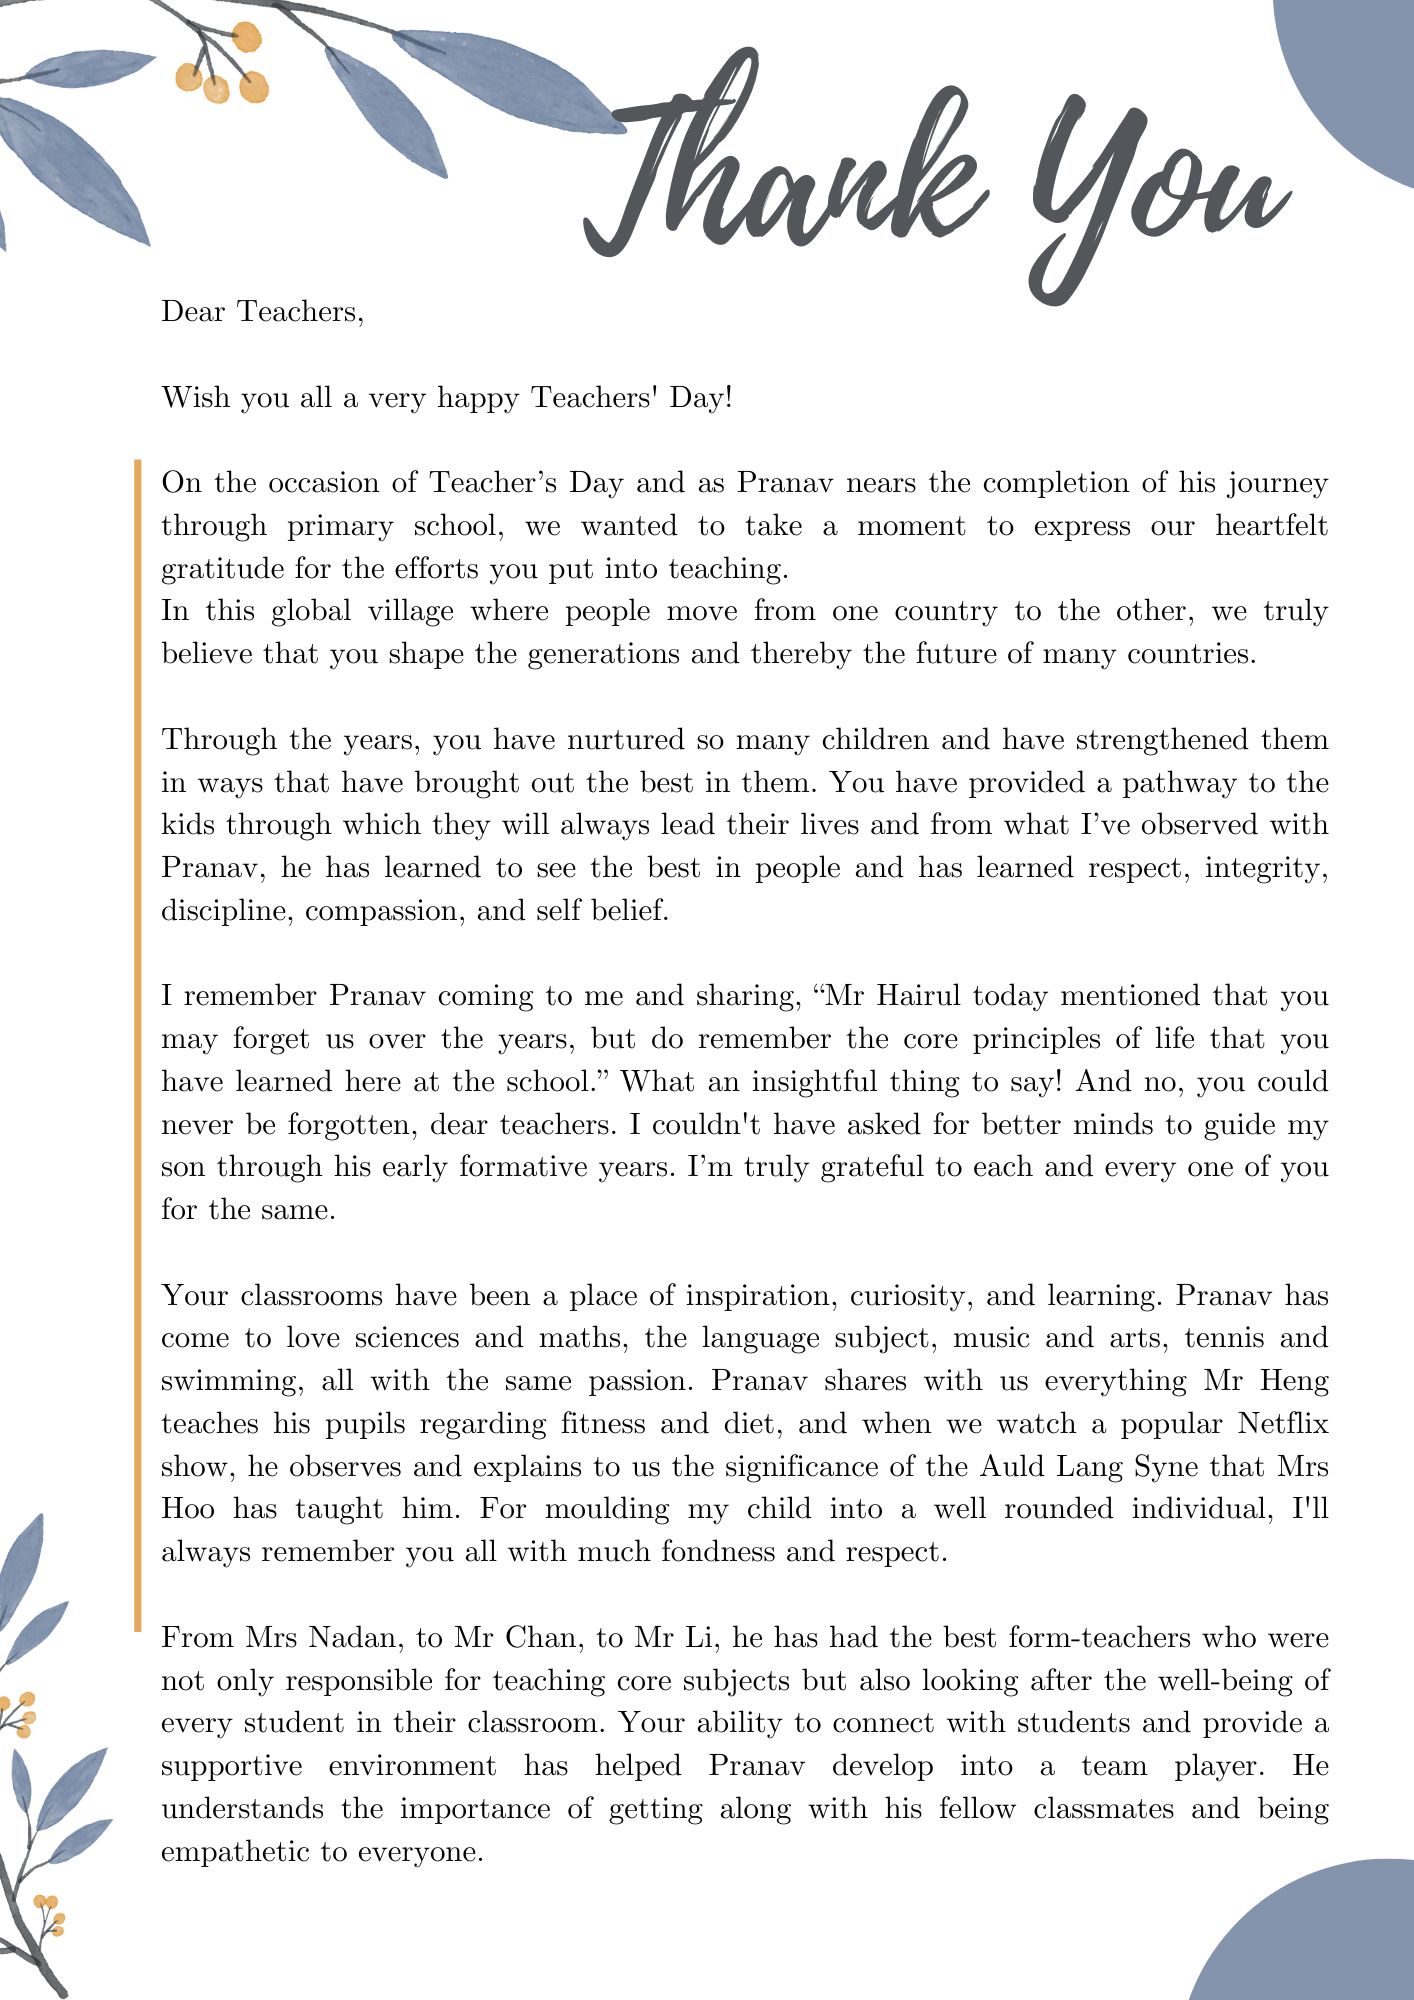 Thank You
Dear Teachers,
Wish you all a very happy Teachers' Day!
On the occasion of Teacher’s Day and as Pranav nears the completion of his journey
through primary school, we wanted to take a moment to express our heartfelt
gratitude for the efforts you put into teaching.
In this global village where people move from one country to the other, we truly
believe that you shape the generations and thereby the future of many countries.
Through the years, you have nurtured so many children and have strengthened them
in ways that have brought out the best in them. You have provided a pathway to the
kids through which they will always lead their lives and from what I’ve observed with
Pranav, he has learned to see the best in people and has learned respect, integrity,
discipline, compassion, and self belief.
I remember Pranav coming to me and sharing, “Mr Hairul today mentioned that you
may forget us over the years, but do remember the core principles of life that you
have learned here at the school.” What an insightful thing to say! And no, you could
never be forgotten, dear teachers. I couldn't have asked for better minds to guide my
son through his early formative years. I’m truly grateful to each and every one of you
for the same.
Your classrooms have been a place of inspiration, curiosity, and learning. Pranav has
come to love sciences and maths, the language subject, music and arts, tennis and
swimming, all with the same passion. Pranav shares with us everything Mr Heng
teaches his pupils regarding fitness and diet, and when we watch a popular Netflix
show, he observes and explains to us the significance of the Auld Lang Syne that Mrs
Hoo has taught him. For moulding my child into a well rounded individual, I'll
always remember you all with much fondness and respect.
From Mrs Nadan, to Mr Chan, to Mr Li, he has had the best form-teachers who were
not only responsible for teaching core subjects but also looking after the well-being of
every student in their classroom. Your ability to connect with students and provide a
supportive environment has helped Pranav develop into a team player. He
understands the importance of getting along with his fellow classmates and being
empathetic to everyone.